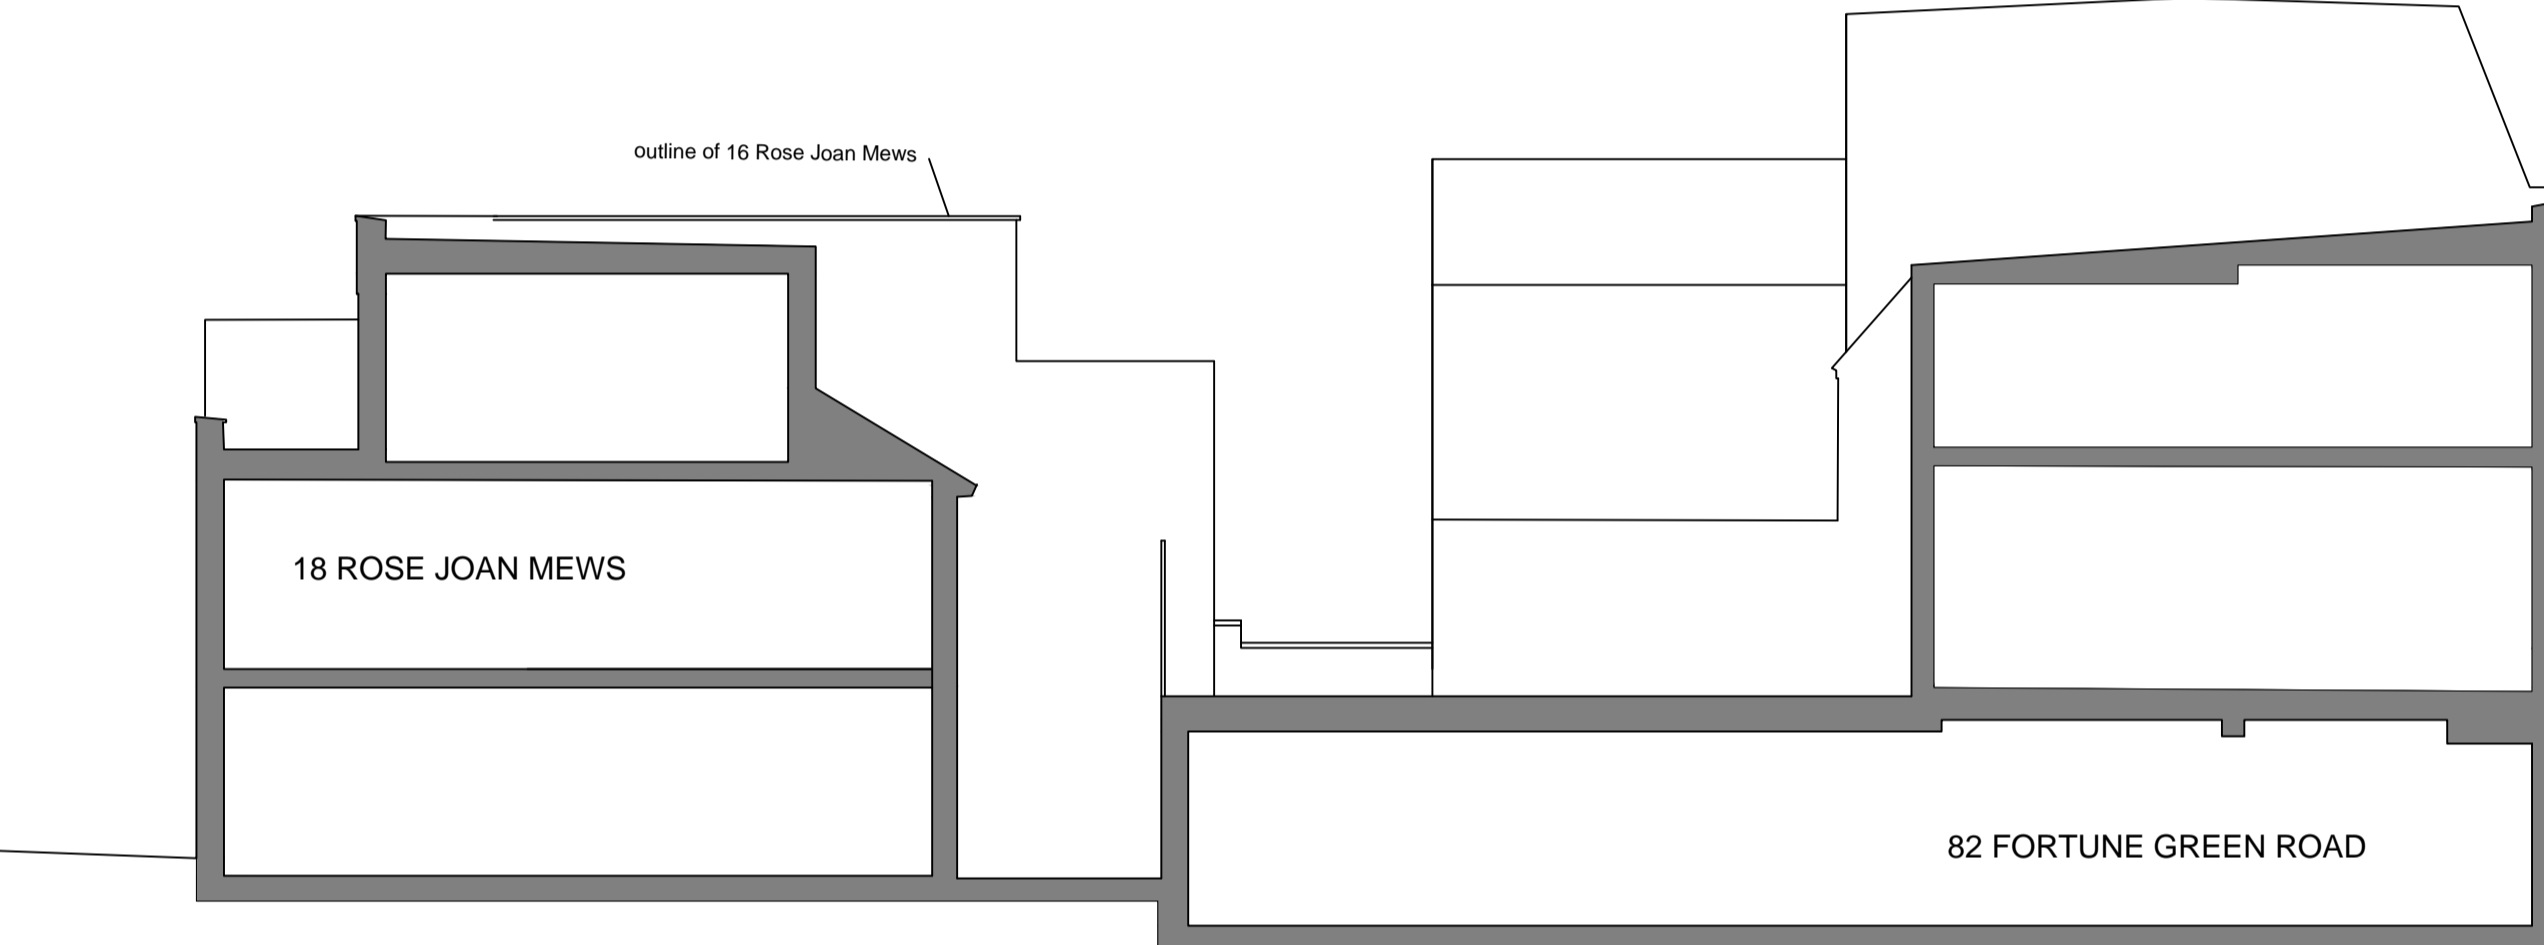 outline of 16 Rose Joan Mews
18 ROSE JOAN MEWS
82 FORTUNE GREEN ROAD